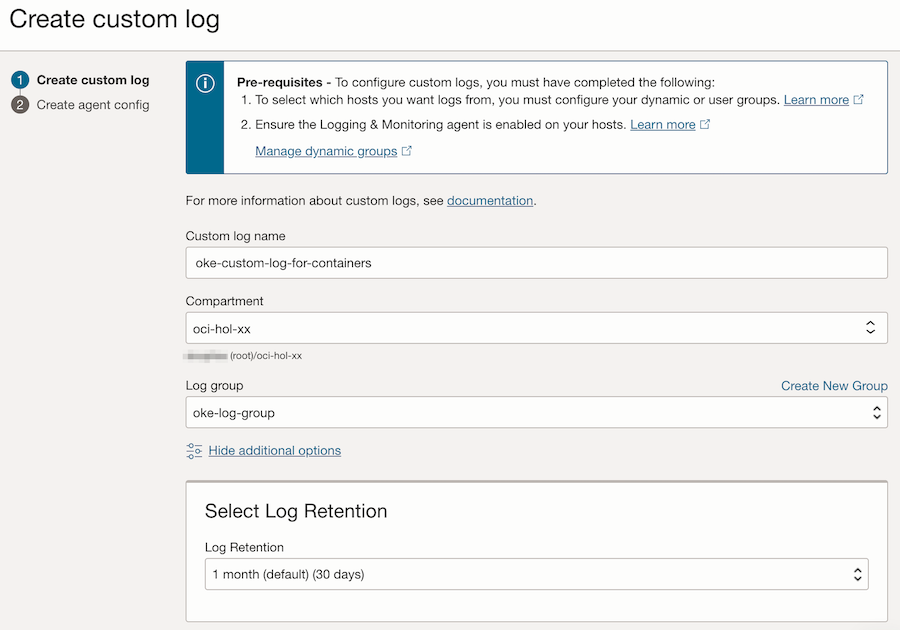 Create custom log
1 Create custom log
2 Create agent config
Pre-requisites - To configure custom logs, you must have completed the following:
1. To select which hosts you want logs from, you must configure your dynamic or user groups. Learn more
2. Ensure the Logging & Monitoring agent is enabled on your hosts. Learn more
Manage dynamic groups
For more information about custom logs, see documentation.
Custom log name
oke-custom-log-for-containers
Compartment
oci-hol-xx
(root)/oci-hol-xx
Log group
Create New Group
oke-log-group
Hide additional options
Select Log Retention
Log Retention
1 month (default) (30 days)